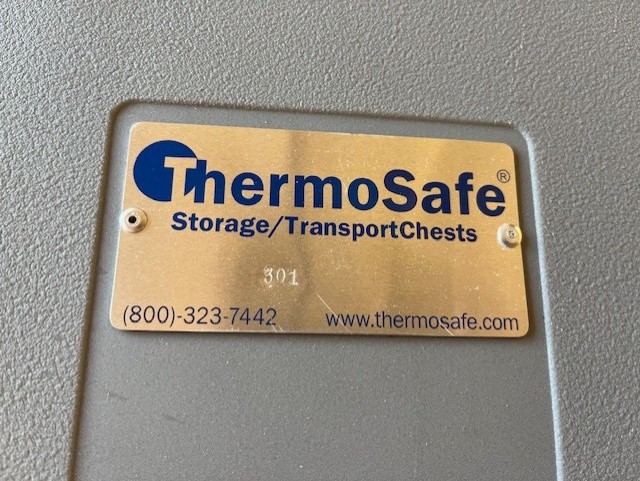 ThermoSafe®
Storage/TransportChests
301
(800)-323-7442 www.thermosafe.com